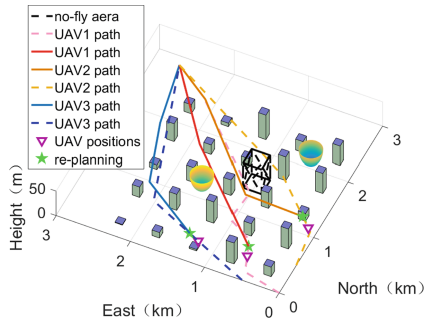 no-fly aera
UAV1 path
UAV1 path
UAV2 path
UAV2 path
UAV3 path
UAV3 path
UAV positions
re-planning
Height（m）
50
0
3
2
1
0
East（km）
0
1
2
3
North（km）